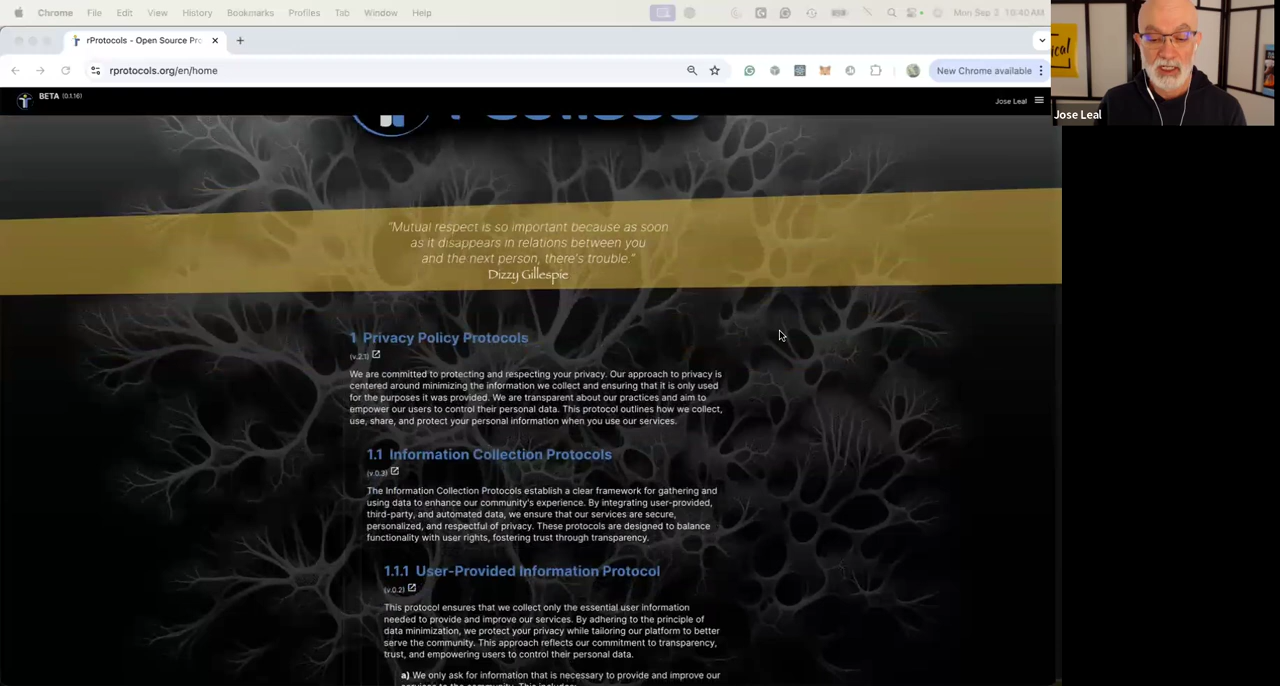 Chrome File Edit View History Bookmarks Profiles Tab Window Help
rProtocols - Open Source Pro
rprotocols.org/en/home
New Chrome available
BETA (0.1.16)
Jose Leal
Jose Leal
"Mutual respect is so important because as soon
as it disappears in relations between you
and the next person, there's trouble."
Dizzy Gillespie
1 Privacy Policy Protocols
(v.2.1)
We are committed to protecting and respecting your privacy. Our approach to privacy is
centered around minimizing the information we collect and ensuring that it is only used
for the purposes it was provided. We are transparent about our practices and aim to
empower our users to control their personal data. This protocol outlines how we collect,
use, share, and protect your personal information when you use our services.
1.1 Information Collection Protocols
(v 0.3)
The Information Collection Protocols establish a clear framework for gathering and
using data to enhance our community's experience. By integrating user-provided,
third-party, and automated data, we ensure that our services are secure,
personalized, and respectful of privacy. These protocols are designed to balance
functionality with user rights, fostering trust through transparency.
1.1.1 User-Provided Information Protocol
(v.0.2)
This protocol ensures that we collect only the essential user information
needed to provide and improve our services. By adhering to the principle of
data minimization, we protect your privacy while tailoring our platform to better
serve the community. This approach reflects our commitment to transparency,
trust, and empowering users to control their personal data.
a) We only ask for information that is necessary to provide and improve our